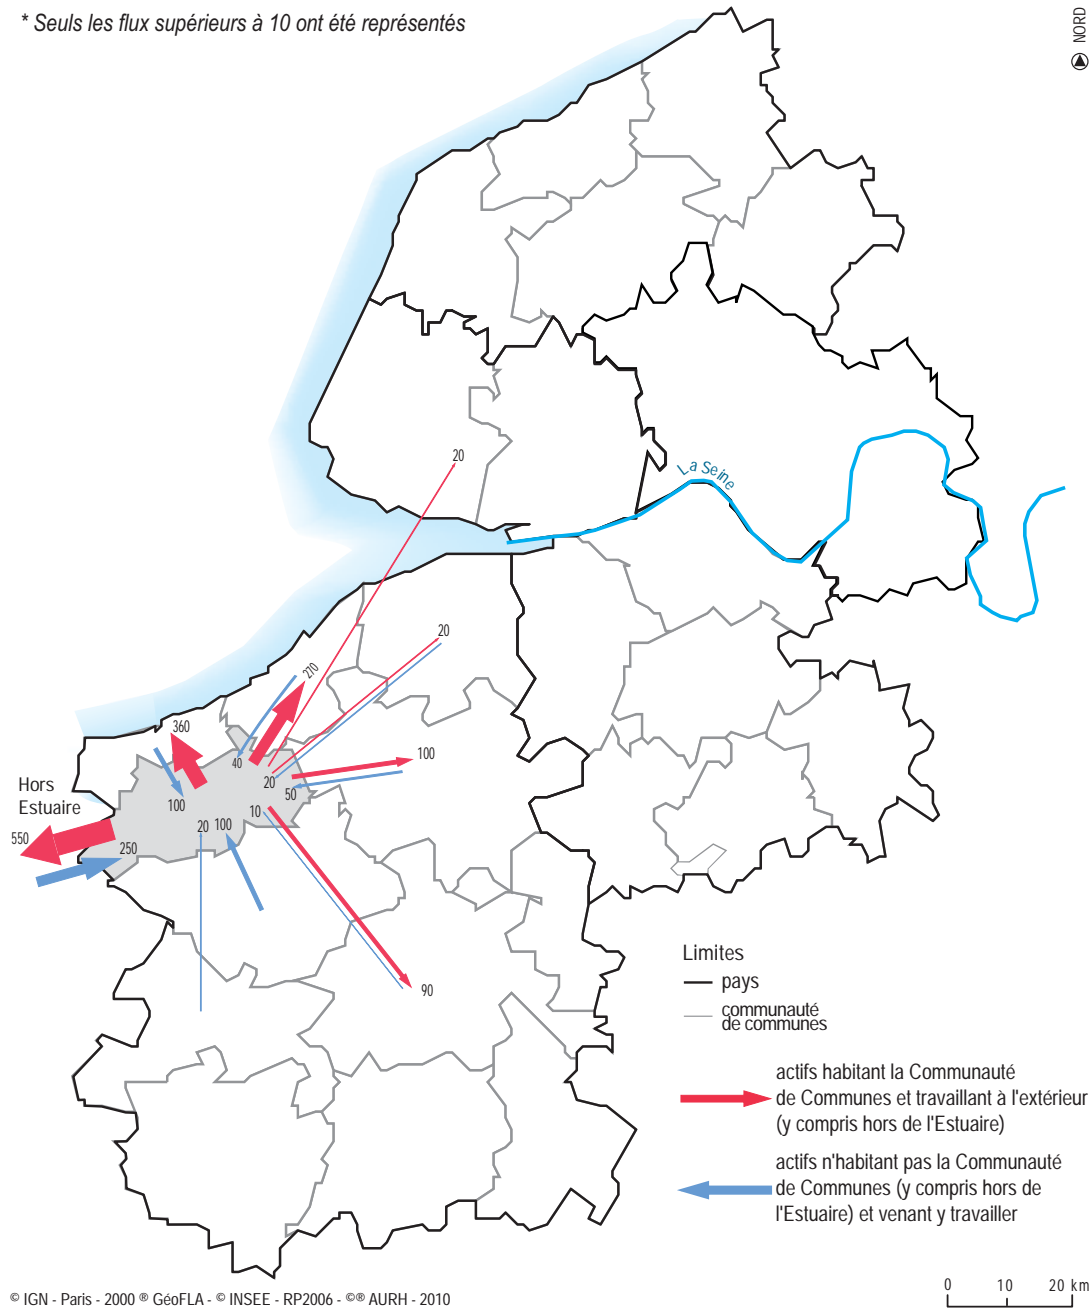 * Seuls les flux supérieurs à 10 ont été représentés
NORD
20
La Seine
20
270
360
40
100
20
50
100
10
20
100
Hors
Estuaire
550
250
90
Limites
pays
communauté
de communes
actifs habitant la Communauté
de Communes et travaillant à l'extérieur
(y compris hors de l'Estuaire)
actifs n'habitant pas la Communauté
de Communes (y compris hors de
l'Estuaire) et venant y travailler
0 10 20 km
© IGN - Paris - 2000 ® GéoFLA - © INSEE - RP2006 - ©® AURH - 2010